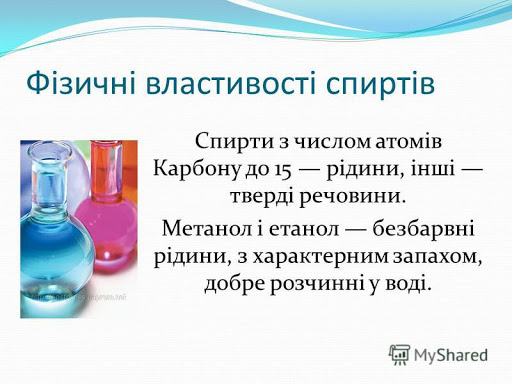 Фізичні властивості спиртів
Спирти з числом атомів
Карбону до 15 — рідини, інші —
тверді речовини.
Метанол і етанол — безбарвні
рідини, з характерним запахом,
добре розчинні у воді.
MyShared